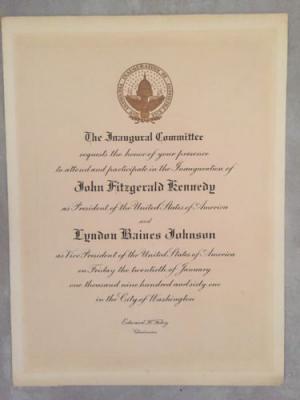 The Inaugural Committee
requests the honor of your presence
to attend and participate in the Inauguration of
John Fitzgerald Kennedy
as President of the United States of America
and
Lyndon Baines Johnson
as Vice President of the United States of America
on Friday the twentieth of January
one thousand nine hundred and sixty one
in the City of Washington
Edward H. Foley
Chairman